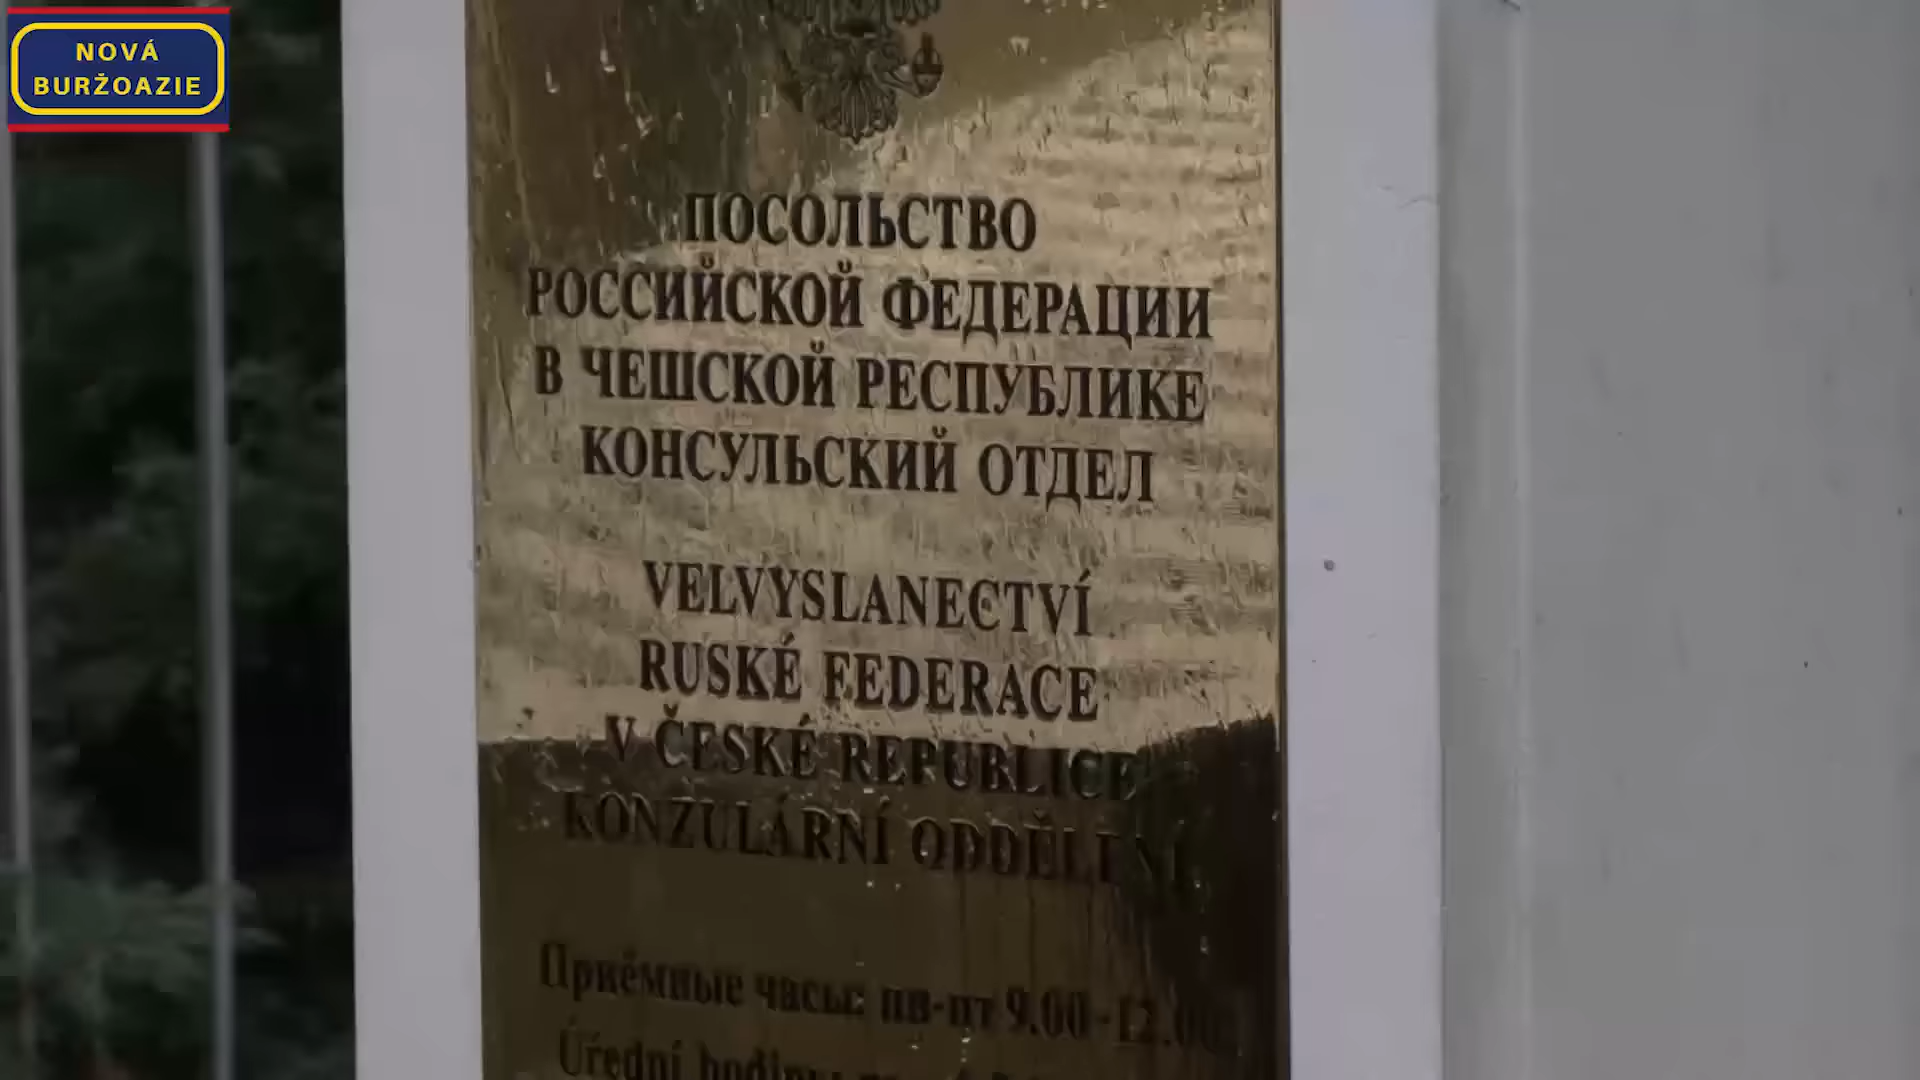 NOVÁ
BURŽOAZIE
ПОСОЛЬСТВО
РОССИЙСКОЙ ФЕДЕРАЦИИ
В ЧЕШСКОЙ РЕСПУБЛИКЕ
КОНСУЛЬСКИЙ ОТДЕЛ
VELVYSLANECTVÍ
RUSKÉ FEDERACE
V ČESKÉ REPUBLICE
KONZULÁRNÍ ODDĚLENÍ
Приёмные часы: пн-пт 9.00-12.00
Úřední hodiny